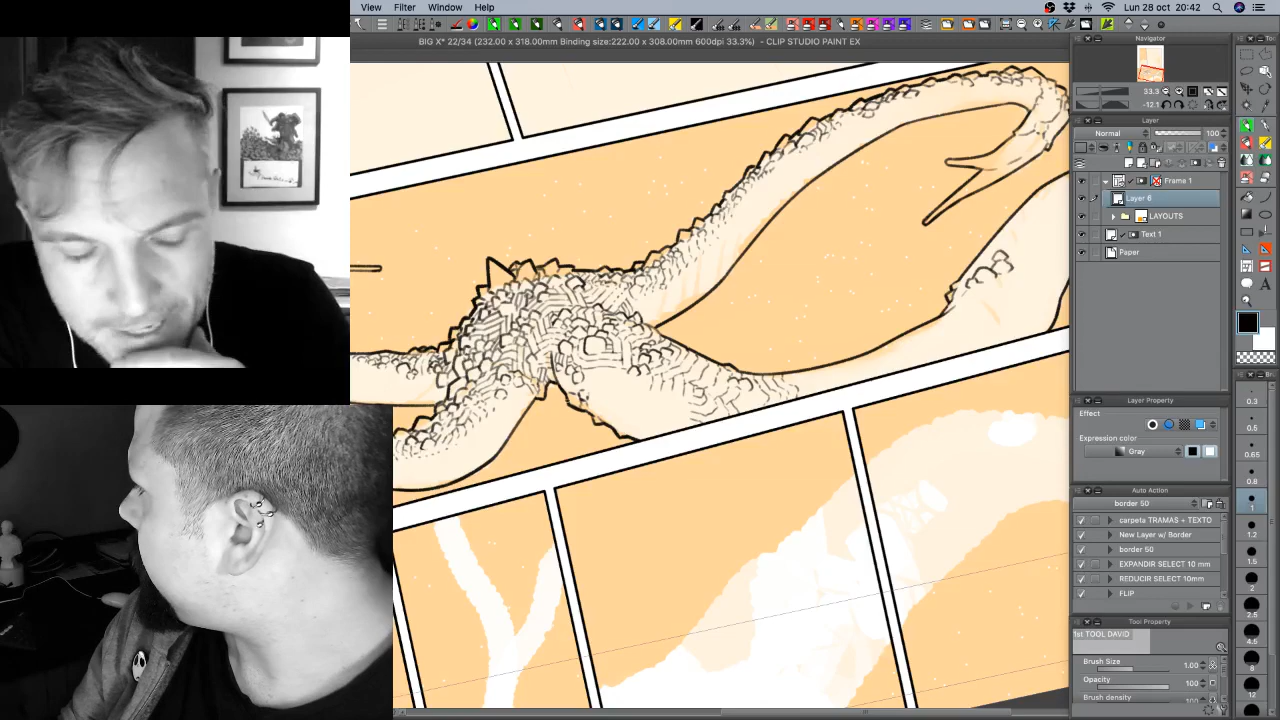 View Filter Window Help
Lun 28 oct 20:42
BIG X* 22/34 (232.00 x 318.00mm Binding size:222.00 x 308.00mm 600dpi 33.3%) - CLIP STUDIO PAINT EX
Navigator
33.3
-12.1
Layer
Normal 100
Frame 1
Layer 6
LAYOUTS
Text 1
Paper
Layer Property
Effect
Expression color
Gray
Auto Action
border 50
carpeta TRAMAS + TEXTO
New Layer w/ Border
border 50
EXPANDIR SELECT 10 mm
REDUCIR SELECT 10mm
FLIP
Tool Property
1st TOOL DAVID
Brush Size 1.00
Opacity 100
Brush density 100
To
A
Br
0.3
0.5
0.65
0.8
1
1.2
1.5
2
2.5
4.5
8
12